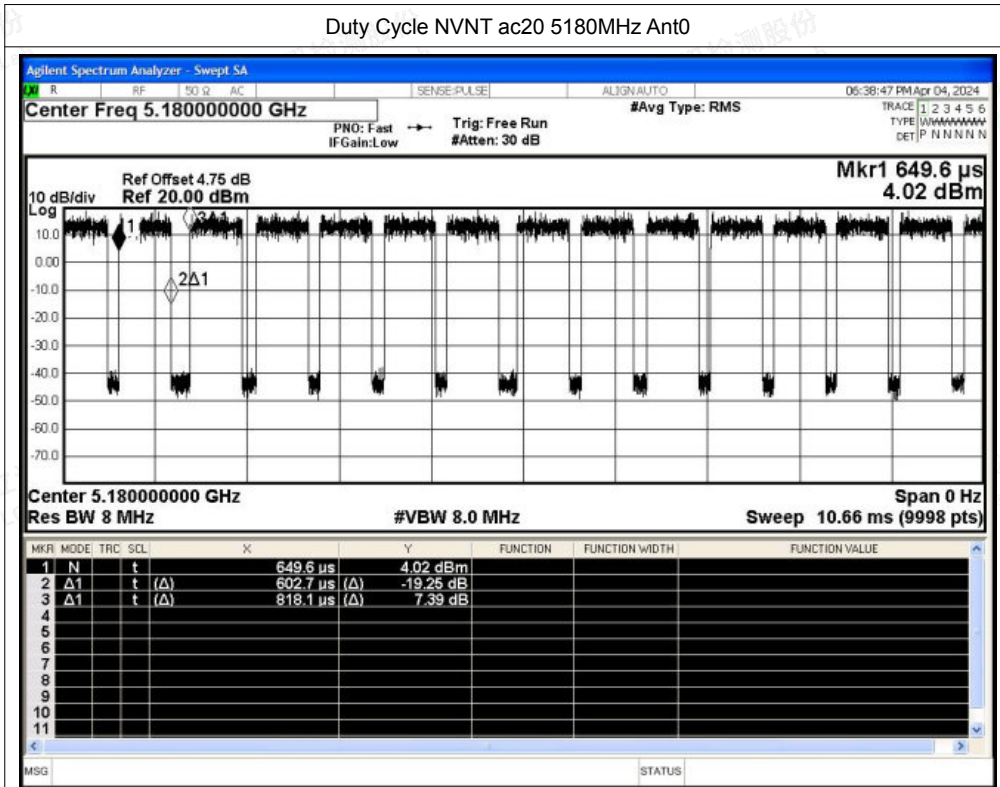 Duty Cycle NVNT ac20 5180MHz Ant0
Agilent Spectrum Analyzer - Swept SA
R RF 50 Ω AC SENSE:PULSE ALIGNAUTO 06:38:47 PM Apr 04, 2024
Center Freq 5.180000000 GHz #Avg Type: RMS TRACE 1 2 3 4 5 6
PNO: Fast Trig: Free Run TYPE
IFGain:Low #Atten: 30 dB DET P N N N N N
Mkr1 649.6 µs
4.02 dBm
Ref Offset 4.75 dB
10 dB/div Ref 20.00 dBm
Log
10.0
0.00
-10.0
-20.0
-30.0
-40.0
-50.0
-60.0
-70.0
1
3Δ1
2Δ1
Center 5.180000000 GHz Span 0 Hz
Res BW 8 MHz #VBW 8.0 MHz Sweep 10.66 ms (9998 pts)
MKR MODE TRC SCL X Y FUNCTION FUNCTION WIDTH FUNCTION VALUE
1 N t 649.6 µs 4.02 dBm
2 Δ1 t (Δ) 602.7 µs (Δ) -19.25 dB
3 Δ1 t (Δ) 818.1 µs (Δ) 7.39 dB
4
5
6
7
8
9
10
11
MSG STATUS